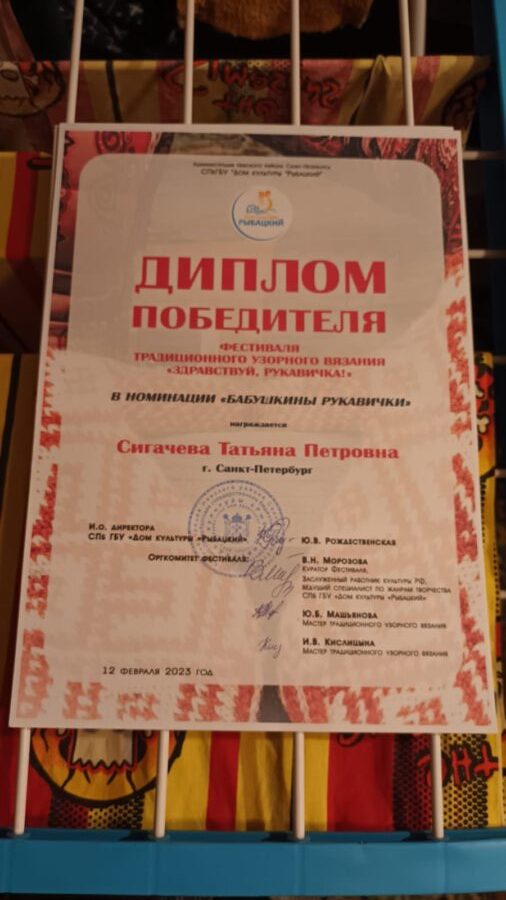 Администрация Невского района Санкт-Петербурга
СПбГБУ "ДОМ КУЛЬТУРЫ "РЫБАЦКИЙ"
РЫБАЦКИЙ
ДИПЛОМ
ПОБЕДИТЕЛЯ
ФЕСТИВАЛЯ
ТРАДИЦИОННОГО УЗОРНОГО ВЯЗАНИЯ
«ЗДРАВСТВУЙ, РУКАВИЧКА!»
В НОМИНАЦИИ «БАБУШКИНЫ РУКАВИЧКИ»
награждается
Сигачева Татьяна Петровна
г. Санкт-Петербург
И.О. ДИРЕКТОРА
СПБ ГБУ «ДОМ КУЛЬТУРЫ «РЫБАЦКИЙ»
Ю.В. РОЖДЕСТВЕНСКАЯ
ОРГКОМИТЕТ ФЕСТИВАЛЯ:
В.Н. МОРОЗОВА
КУРАТОР ФЕСТИВАЛЯ,
ЗАСЛУЖЕННЫЙ РАБОТНИК КУЛЬТУРЫ РФ,
ВЕДУЩИЙ СПЕЦИАЛИСТ ПО ЖАНРАМ ТВОРЧЕСТВА
СПБ ГБУ «ДОМ КУЛЬТУРЫ «РЫБАЦКИЙ»
Ю.Б. МАШЬЯНОВА
МАСТЕР ТРАДИЦИОННОГО УЗОРНОГО ВЯЗАНИЯ
И.В. КИСЛИЦЫНА
МАСТЕР ТРАДИЦИОННОГО УЗОРНОГО ВЯЗАНИЯ
12 ФЕВРАЛЯ 2023 ГОД